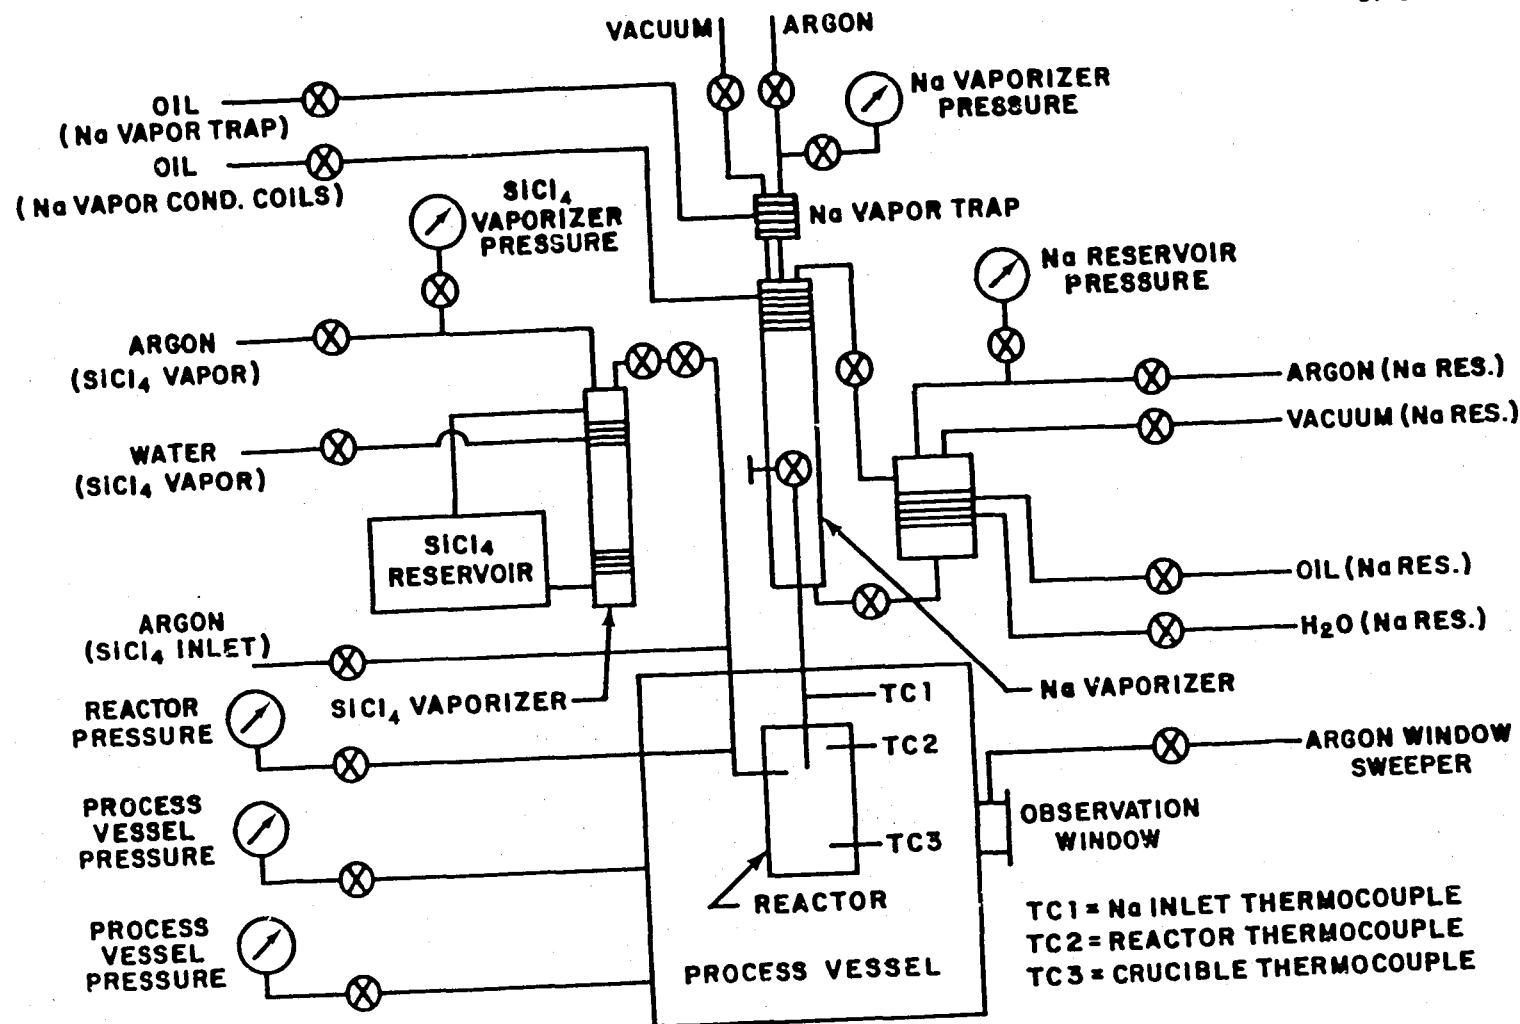 VACUUM
ARGON
Na VAPORIZER
PRESSURE
OIL
(Na VAPOR TRAP)
OIL
(Na VAPOR COND. COILS)
SiCl4
VAPORIZER
PRESSURE
Na VAPOR TRAP
Na RESERVOIR
PRESSURE
ARGON
(SiCl4 VAPOR)
ARGON (Na RES.)
VACUUM (Na RES.)
WATER
(SiCl4 VAPOR)
SiCl4
RESERVOIR
OIL (Na RES.)
H2O (Na RES.)
ARGON
(SiCl4 INLET)
SiCl4 VAPORIZER
Na VAPORIZER
REACTOR
PRESSURE
TC1
TC2
TC3
ARGON WINDOW
SWEEPER
OBSERVATION
WINDOW
PROCESS
VESSEL
PRESSURE
REACTOR
PROCESS
VESSEL
PRESSURE
PROCESS VESSEL
TC1 = Na INLET THERMOCOUPLE
TC2 = REACTOR THERMOCOUPLE
TC3 = CRUCIBLE THERMOCOUPLE